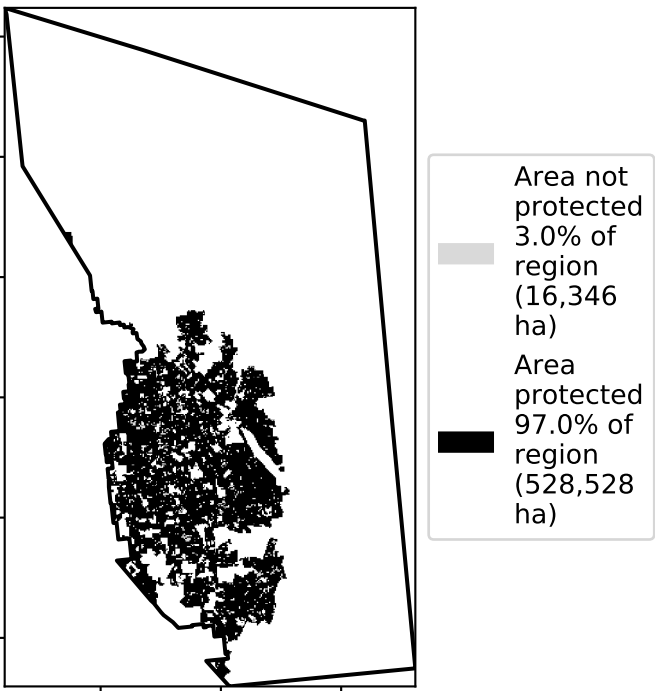 Area not
protected
3.0% of
region
(16,346
ha)
Area
protected
97.0% of
region
(528,528
ha)